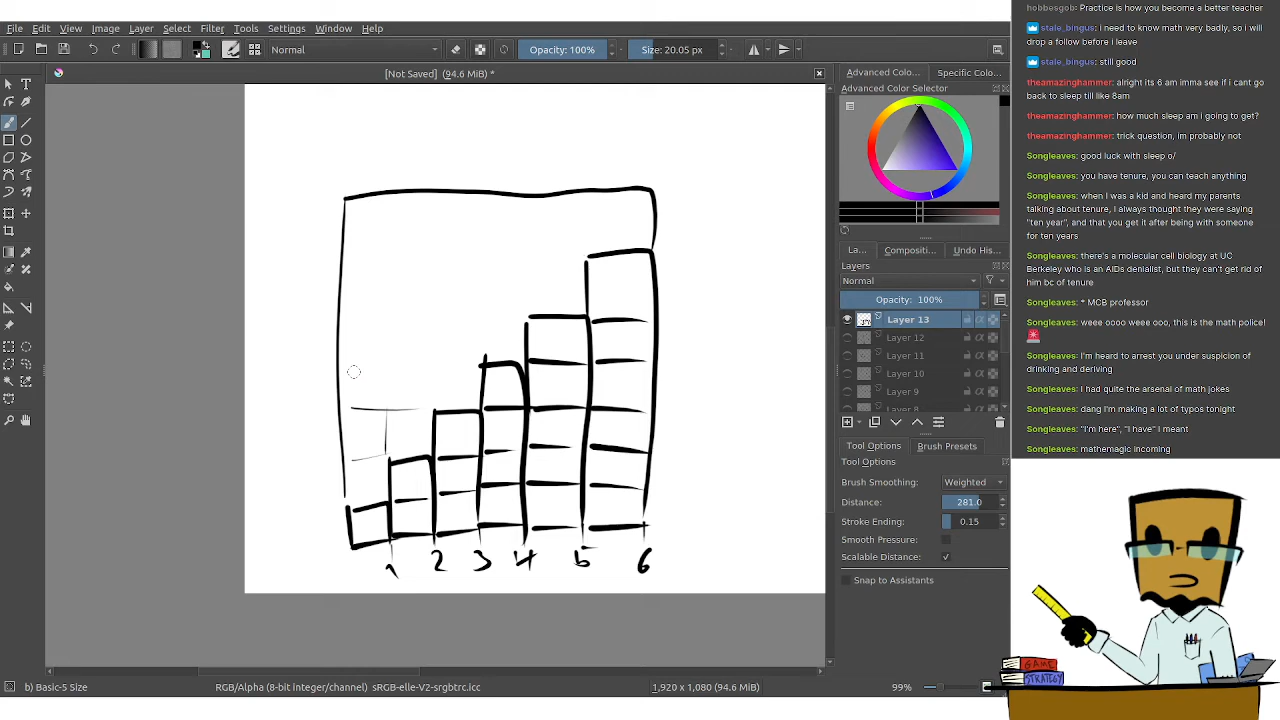 File Edit View Image Layer Select Filter Tools Settings Window Help
Normal
Opacity: 100%
Size: 20.05 px
[Not Saved] (94.6 MiB) *
Advanced Colo...
Specific Colo...
Advanced Color Selector
La...
Compositi...
Undo His...
Layers
Normal
Opacity: 100%
Layer 13
Layer 12
Layer 11
Layer 10
Layer 9
Layer 8
Tool Options
Brush Presets
Tool Options
Brush Smoothing: Weighted
Distance: 281.0
Stroke Ending: 0.15
Smooth Pressure:
Scalable Distance:
Snap to Assistants
1 2 3 4 5 6
b) Basic-5 Size
RGB/Alpha (8-bit integer/channel) sRGB-elle-V2-srgbtrc.icc
1,920 x 1,080 (94.6 MiB)
99%
hobbesgob: Practice is how you become a better teacher
stale_bingus: I need to know math very badly, so I will
drop a follow before I leave
stale_bingus: still good
theamazinghammer: alright its 6 am imma see if i cant go
back to sleep till like 8am
theamazinghammer: how much sleep am i going to get?
theamazinghammer: trick question, im probably not
Songleaves: good luck with sleep o/
Songleaves: you have tenure, you can teach anything
Songleaves: when I was a kid and heard my parents
talking about tenure, I always thought they were saying
"ten year", and that you get it after being with someone
for ten years
Songleaves: there's a molecular cell biology at UC
Berkeley who is an AIDs denialist, but they can't get rid of
him bc of tenure
Songleaves: * MCB professor
Songleaves: weee oooo weee ooo, this is the math police!
Songleaves: I'm heard to arrest you under suspicion of
drinking and deriving
Songleaves: I had quite the arsenal of math jokes
Songleaves: dang I'm making a lot of typos tonight
Songleaves: "I'm here", "I have" I meant
Songleaves: mathemagic incoming
GAME
STRATEGY